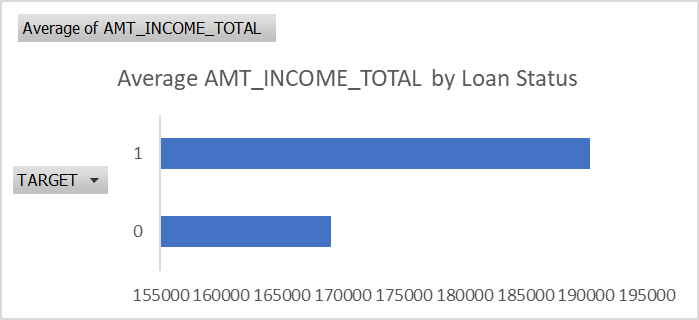 Average of AMT_INCOME_TOTAL
Average AMT_INCOME_TOTAL by Loan Status
1
TARGET
0
155000 160000 165000 170000 175000 180000 185000 190000 195000